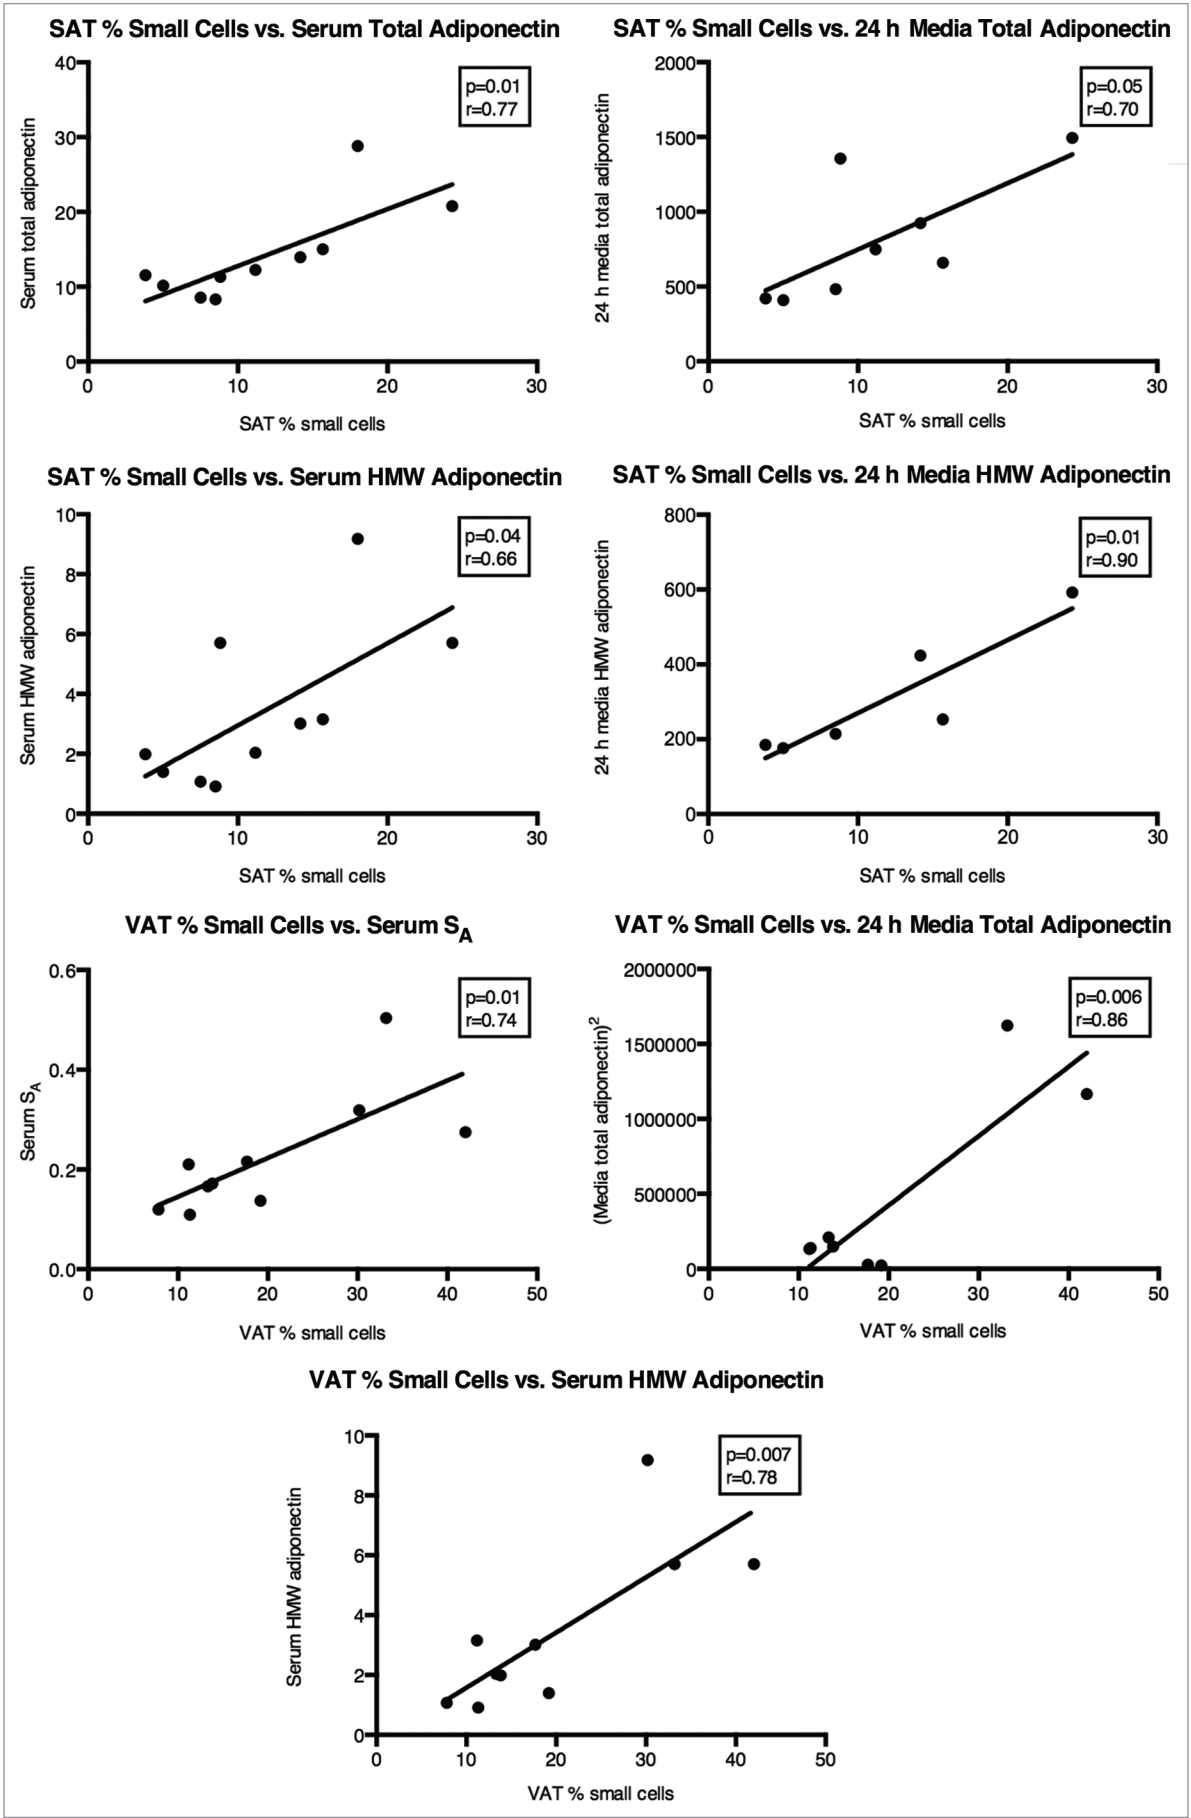 SAT % Small Cells vs. Serum Total Adiponectin
40
30
20
10
0
p=0.01
r=0.77
Serum total adiponectin
0 10 20 30
SAT % small cells
SAT % Small Cells vs. 24 h Media Total Adiponectin
2000
1500
1000
500
0
p=0.05
r=0.70
24 h media total adiponectin
0 10 20 30
SAT % small cells
SAT % Small Cells vs. Serum HMW Adiponectin
10
8
6
4
2
0
p=0.04
r=0.66
Serum HMW adiponectin
0 10 20 30
SAT % small cells
SAT % Small Cells vs. 24 h Media HMW Adiponectin
800
600
400
200
0
p=0.01
r=0.90
24 h media HMW adiponectin
0 10 20 30
SAT % small cells
VAT % Small Cells vs. Serum SA
0.6
0.4
0.2
0.0
p=0.01
r=0.74
Serum SA
0 10 20 30 40 50
VAT % small cells
VAT % Small Cells vs. 24 h Media Total Adiponectin
2000000
1500000
1000000
500000
0
p=0.006
r=0.86
(Media total adiponectin)²
0 10 20 30 40 50
VAT % small cells
VAT % Small Cells vs. Serum HMW Adiponectin
10
8
6
4
2
0
p=0.007
r=0.78
Serum HMW adiponectin
0 10 20 30 40 50
VAT % small cells